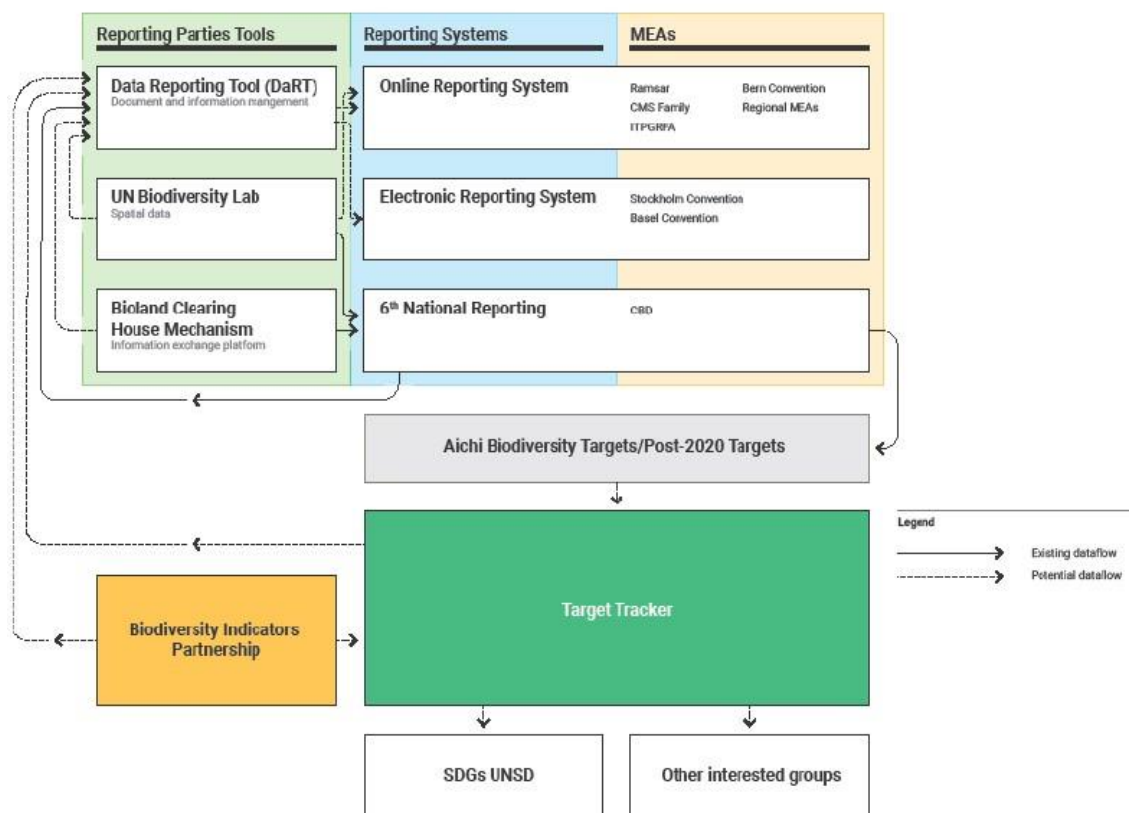 Reporting Parties Tools
Reporting Systems
MEAs
Data Reporting Tool (DaRT)
Document and information mangement
Online Reporting System
Ramsar
CMS Family
ITPGRFA
Bern Convention
Regional MEAs
UN Biodiversity Lab
Spatal data
Electronic Reporting System
Stockholm Convention
Basel Convention
Bioland Clearing
House Mechanism
Information exchange platform
6th National Reporting
CBD
Aichi Biodiversity Targets/Post-2020 Targets
Legend
Existing dataflow
Potential dataflow
Target Tracker
Biodiversity Indicators
Partnership
SDGs UNSD
Other interested groups